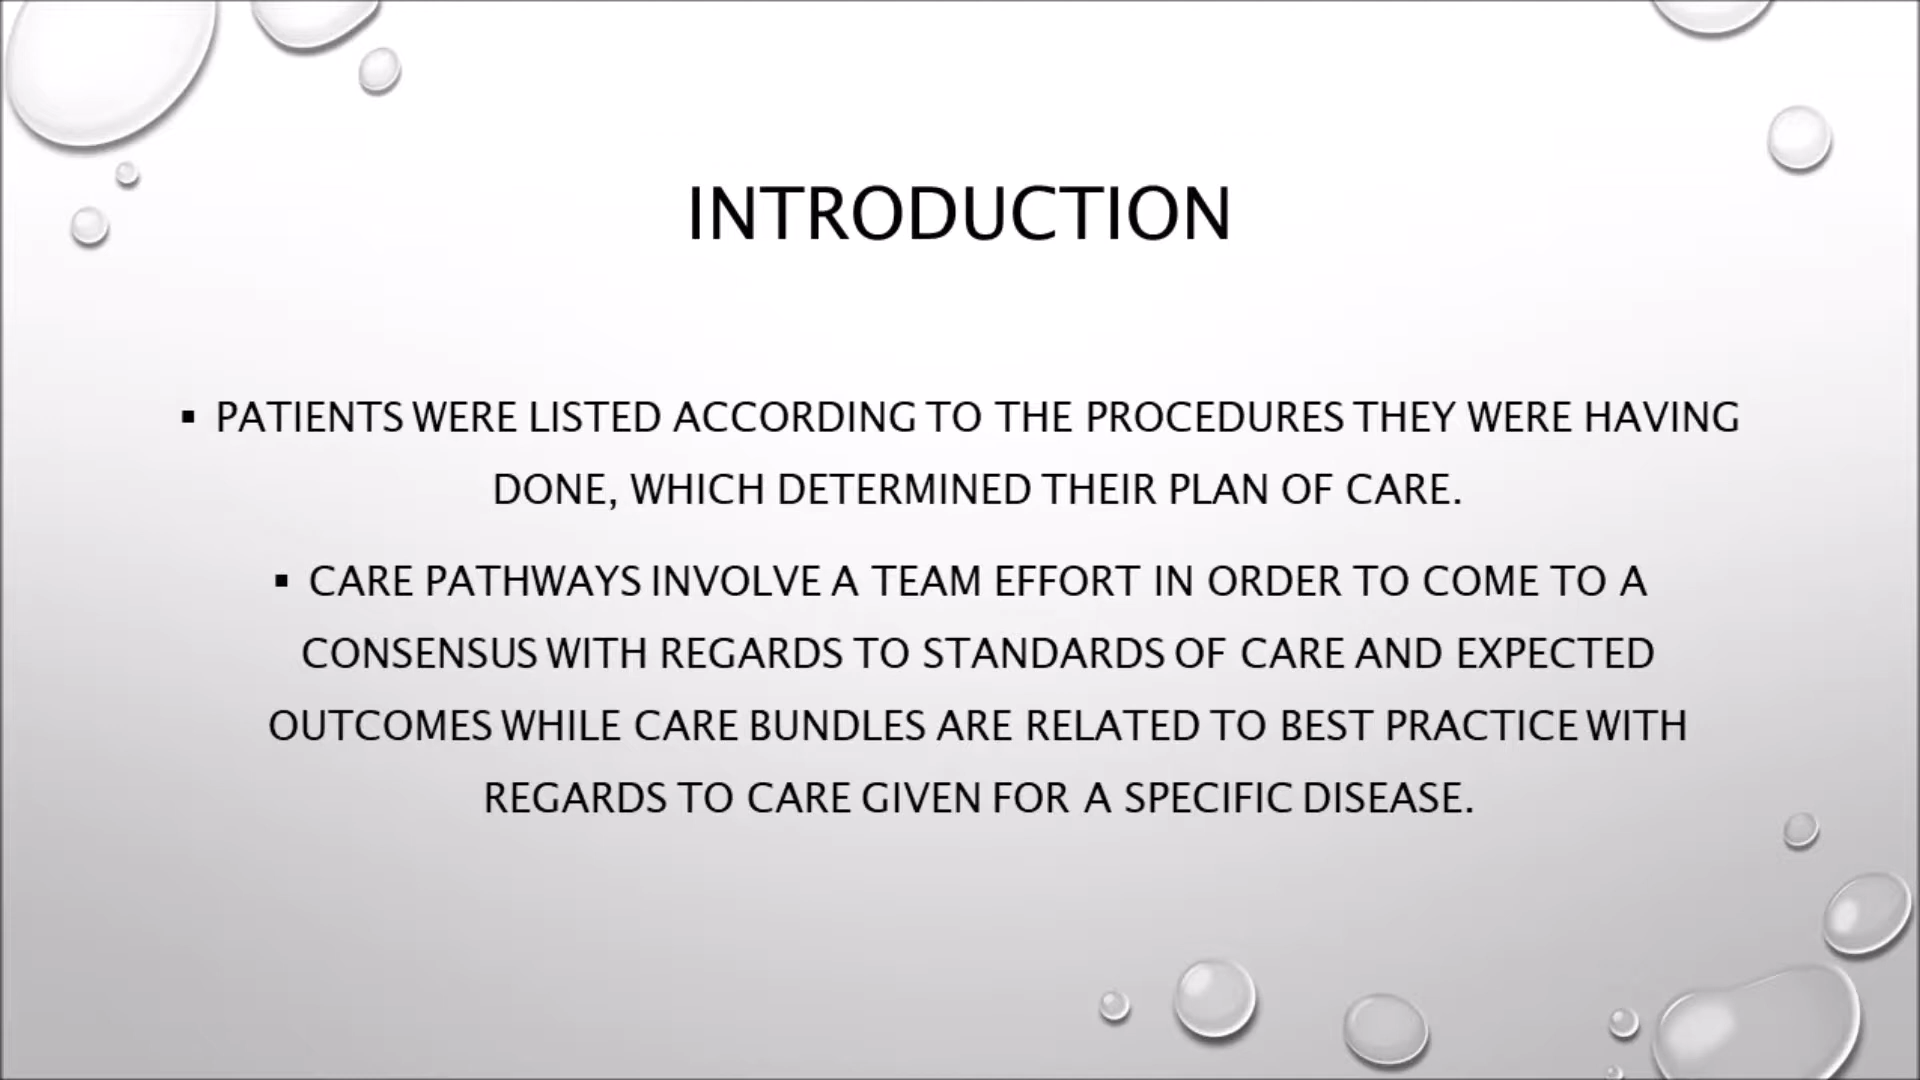 INTRODUCTION
▪ PATIENTS WERE LISTED ACCORDING TO THE PROCEDURES THEY WERE HAVING
DONE, WHICH DETERMINED THEIR PLAN OF CARE.
▪ CARE PATHWAYS INVOLVE A TEAM EFFORT IN ORDER TO COME TO A
CONSENSUS WITH REGARDS TO STANDARDS OF CARE AND EXPECTED
OUTCOMES WHILE CARE BUNDLES ARE RELATED TO BEST PRACTICE WITH
REGARDS TO CARE GIVEN FOR A SPECIFIC DISEASE.